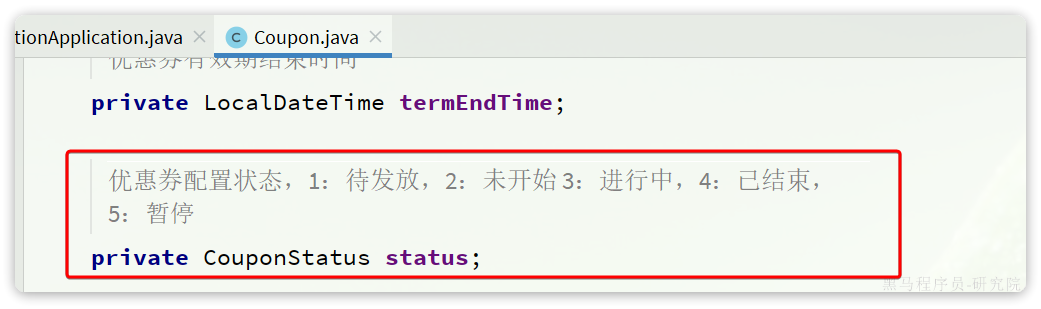 tionApplication.java
Coupon.java
优惠券有效期结束时间
private LocalDateTime termEndTime;
优惠券配置状态，1：待发放，2：未开始 3：进行中，4：已结束，
5：暂停
private CouponStatus status;
黑马程序员-研究院